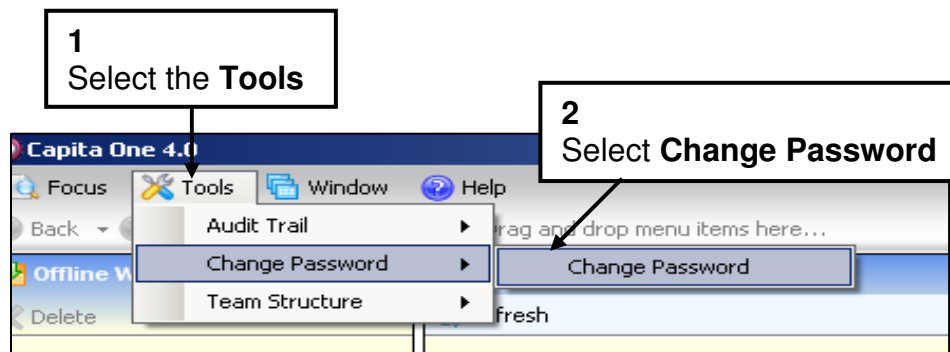 1
Select the Tools
2
Select Change Password
Capita One 4.0
Focus Tools Window Help
Back Audit Trail rag and drop menu items here...
Offline W Change Password Change Password
Delete Team Structure fresh